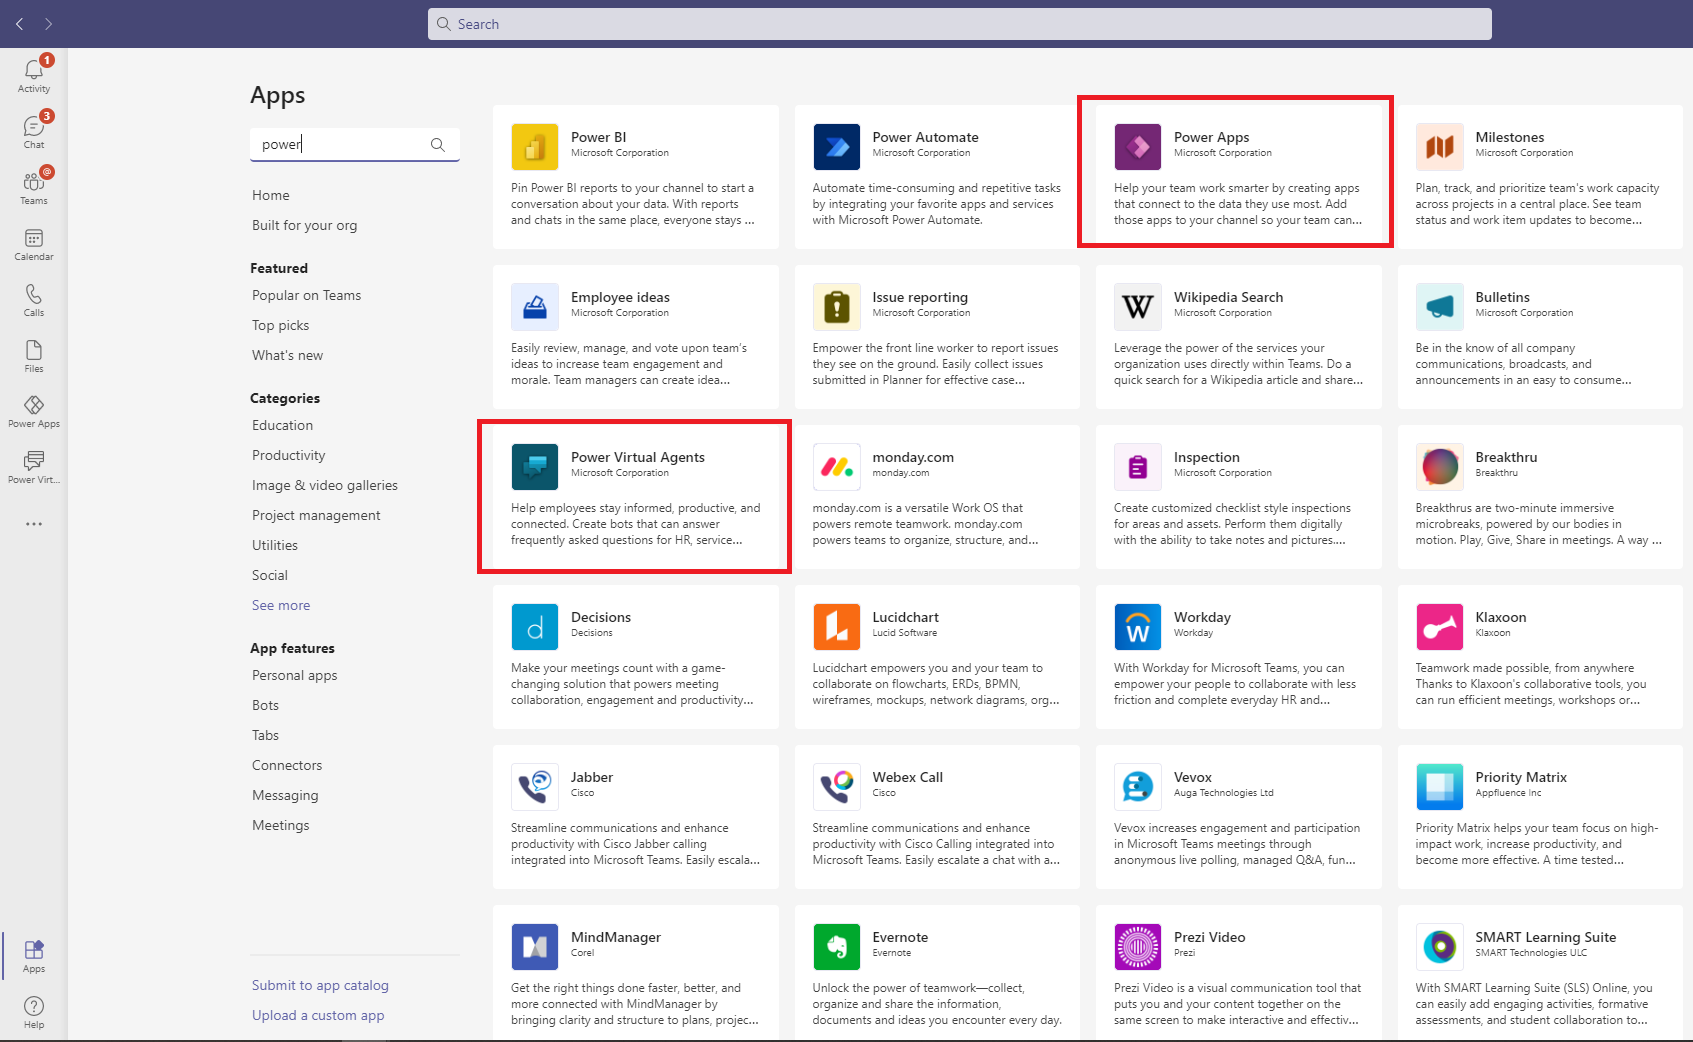 Search
1
Activity
3
Chat
@
Teams
Calendar
Calls
Files
Power Apps
Power Virt...
Apps
Help
Apps
power
Home
Built for your org
Featured
Popular on Teams
Top picks
What's new
Categories
Education
Productivity
Image & video galleries
Project management
Utilities
Social
See more
App features
Personal apps
Bots
Tabs
Connectors
Messaging
Meetings
Submit to app catalog
Upload a custom app
Power BI
Microsoft Corporation
Pin Power BI reports to your channel to start a
conversation about your data. With reports
and chats in the same place, everyone stays ...
Power Automate
Microsoft Corporation
Automate time-consuming and repetitive tasks
by integrating your favorite apps and services
with Microsoft Power Automate.
Power Apps
Microsoft Corporation
Help your team work smarter by creating apps
that connect to the data they use most. Add
those apps to your channel so your team can...
Milestones
Microsoft Corporation
Plan, track, and prioritize team's work capacity
across projects in a central place. See team
status and work item updates to become...
Employee ideas
Microsoft Corporation
Easily review, manage, and vote upon team's
ideas to increase team engagement and
morale. Team managers can create idea...
Issue reporting
Microsoft Corporation
Empower the front line worker to report issues
they see on the ground. Easily collect issues
submitted in Planner for effective case...
W
Wikipedia Search
Microsoft Corporation
Leverage the power of the services your
organization uses directly within Teams. Do a
quick search for a Wikipedia article and share...
Bulletins
Microsoft Corporation
Be in the know of all company
communications, broadcasts, and
announcements in an easy to consume...
Power Virtual Agents
Microsoft Corporation
Help employees stay informed, productive, and
connected. Create bots that can answer
frequently asked questions for HR, service...
monday.com
monday.com
monday.com is a versatile Work OS that
powers remote teamwork. monday.com
powers teams to organize, structure, and...
Inspection
Microsoft Corporation
Create customized checklist style inspections
for areas and assets. Perform them digitally
with the ability to take notes and pictures....
Breakthru
Breakthru
Breakthrus are two-minute immersive
microbreaks, powered by our bodies in
motion. Play, Give, Share in meetings. A way ...
d
Decisions
Decisions
Make your meetings count with a game-
changing solution that powers meeting
collaboration, engagement and productivity...
Lucidchart
Lucid Software
Lucidchart empowers you and your team to
collaborate on flowcharts, ERDs, BPMN,
wireframes, mockups, network diagrams, org...
W
Workday
Workday
With Workday for Microsoft Teams, you can
empower your people to collaborate with less
friction and complete everyday HR and...
Klaxoon
Klaxoon
Teamwork made possible, from anywhere
Thanks to Klaxoon's collaborative tools, you
can run efficient meetings, workshops or...
Jabber
Cisco
Streamline communications and enhance
productivity with Cisco Jabber calling
integrated into Microsoft Teams. Easily escala...
Webex Call
Cisco
Streamline communications and enhance
productivity with Cisco Calling integrated into
Microsoft Teams. Easily escalate a chat with a...
Vevox
Auga Technologies Ltd
Vevox increases engagement and participation
in Microsoft Teams meetings through
anonymous live polling, managed Q&A, fun...
Priority Matrix
Appfluence Inc
Priority Matrix helps your team focus on high-
impact work, increase productivity, and
become more effective. A time tested...
MindManager
Corel
Get the right things done faster, better, and
more connected with MindManager by
bringing clarity and structure to plans, projec...
Evernote
Evernote
Unlock the power of teamwork—collect,
organize and share the information,
documents and ideas you encounter every day.
Prezi Video
Prezi
Prezi Video is a visual communication tool that
puts you and your content together on the
same screen to make interactive and effectiv...
SMART Learning Suite
SMART Technologies ULC
With SMART Learning Suite (SLS) Online, you
can easily add engaging activities, formative
assessments, and student collaboration to...